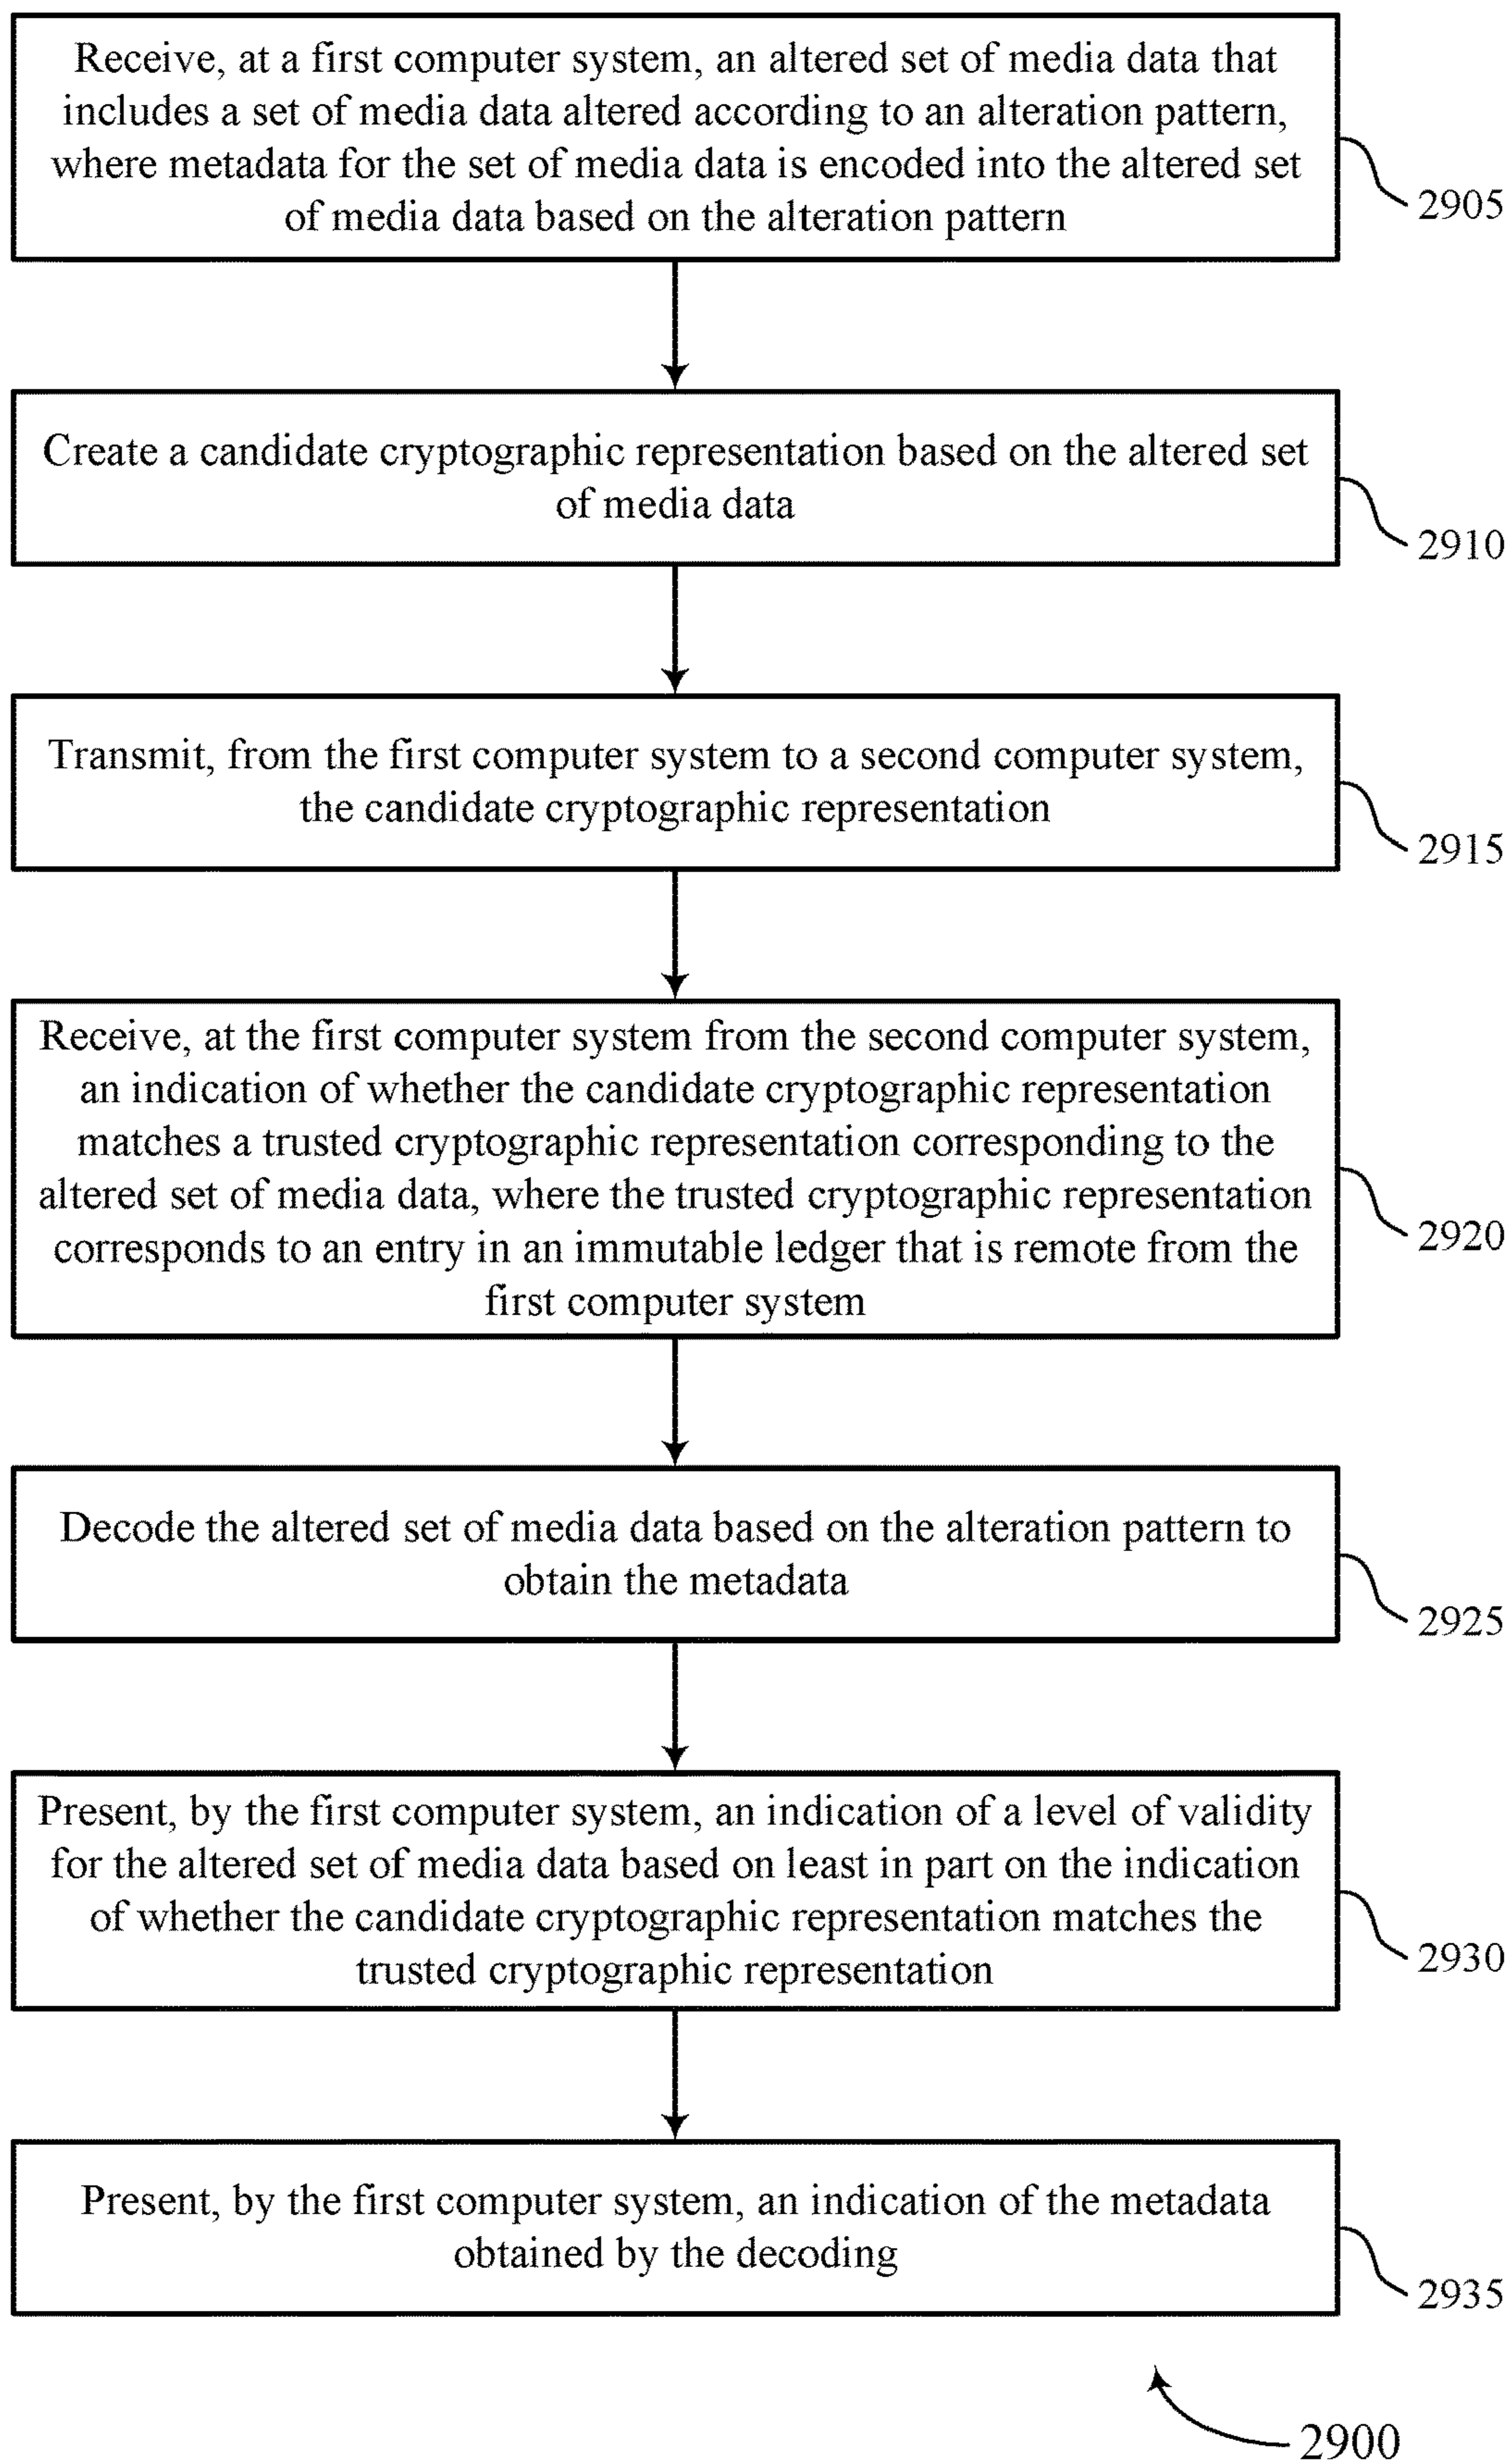 Receive, at a first computer system, an altered set of media data that
includes a set of media data altered according to an alteration pattern,
where metadata for the set of media data is encoded into the altered set
of media data based on the alteration pattern
2905
Create a candidate cryptographic representation based on the altered set
of media data
2910
Transmit, from the first computer system to a second computer system,
the candidate cryptographic representation
2915
Receive, at the first computer system from the second computer system,
an indication of whether the candidate cryptographic representation
matches a trusted cryptographic representation corresponding to the
altered set of media data, where the trusted cryptographic representation
corresponds to an entry in an immutable ledger that is remote from the
first computer system
2920
Decode the altered set of media data based on the alteration pattern to
obtain the metadata
2925
Present, by the first computer system, an indication of a level of validity
for the altered set of media data based on least in part on the indication
of whether the candidate cryptographic representation matches the
trusted cryptographic representation
2930
Present, by the first computer system, an indication of the metadata
obtained by the decoding
2935
2900